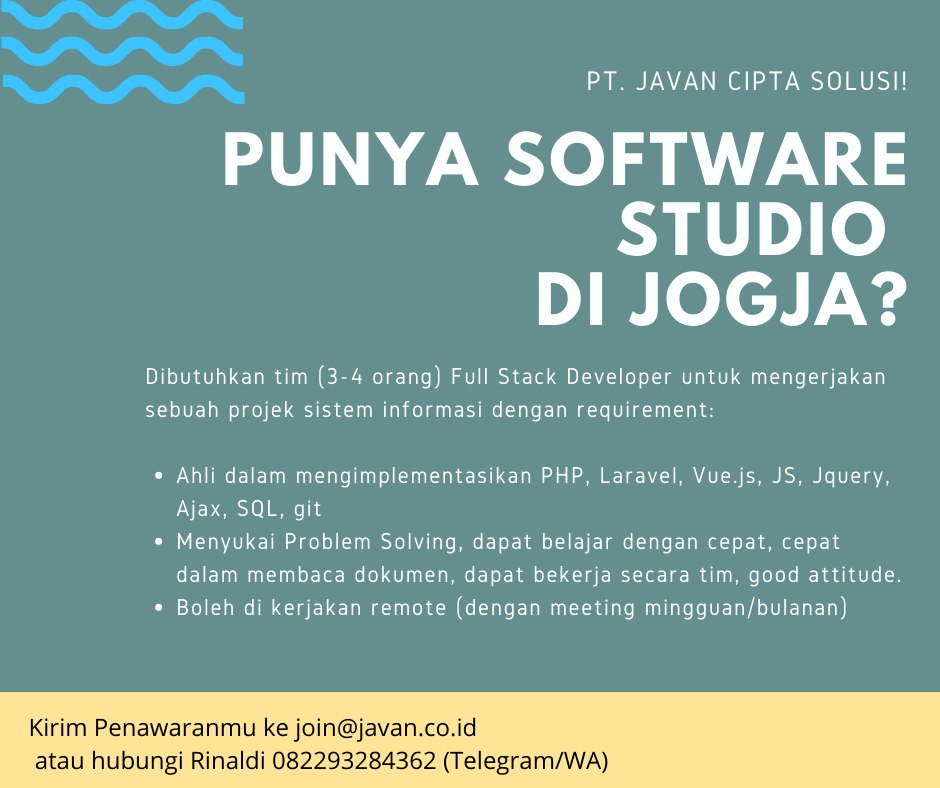 PT. JAVAN CIPTA SOLUSI!
PUNYA SOFTWARE
STUDIO
DI JOGJA?
Dibutuhkan tim (3-4 orang) Full Stack Developer untuk mengerjakan
sebuah projek sistem informasi dengan requirement:
• Ahli dalam mengimplementasikan PHP, Laravel, Vue.js, JS, Jquery,
Ajax, SQL, git
• Menyukai Problem Solving, dapat belajar dengan cepat, cepat
dalam membaca dokumen, dapat bekerja secara tim, good attitude.
• Boleh di kerjakan remote (dengan meeting mingguan/bulanan)
Kirim Penawaranmu ke join@javan.co.id
atau hubungi Rinaldi 082293284362 (Telegram/WA)